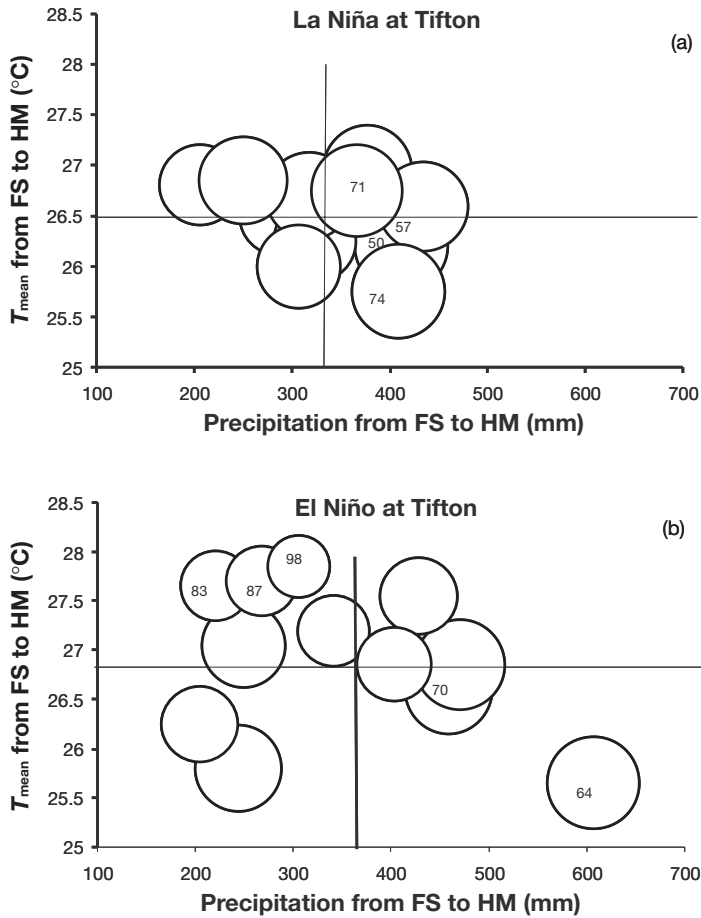 La Niña at Tifton
(a)
28.5
28
27.5
27
26.5
26
25.5
25
71
57
50
74
100 200 300 400 500 600 700
Precipitation from FS to HM (mm)
Tmean from FS to HM (°C)
El Niño at Tifton
(b)
28.5
28
27.5
27
26.5
26
25.5
25
98
83 87
70
64
100 200 300 400 500 600 700
Precipitation from FS to HM (mm)
Tmean from FS to HM (°C)